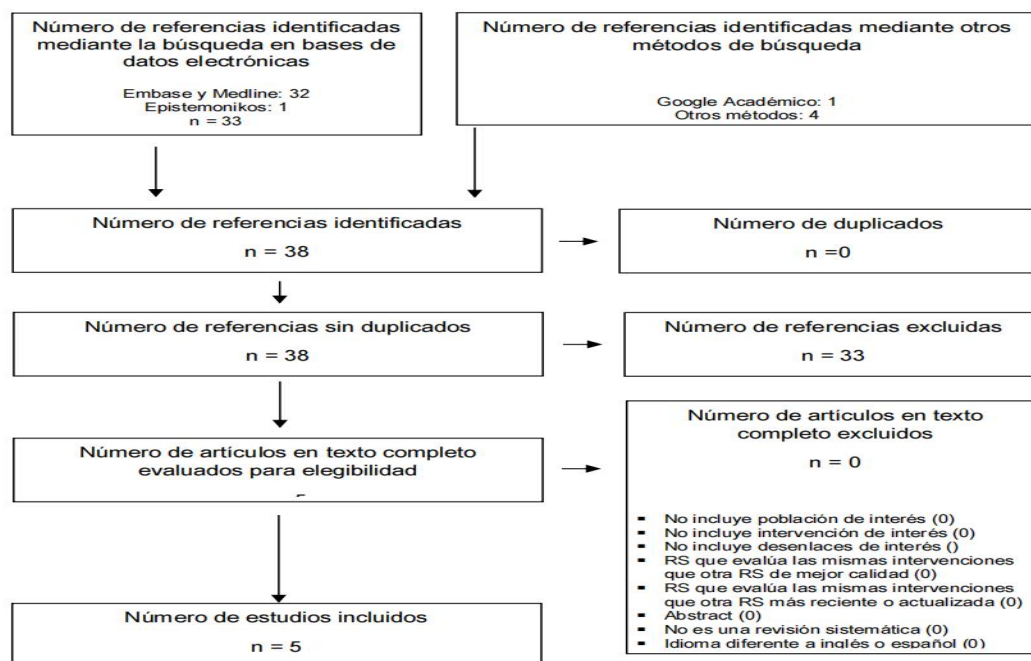 Número de referencias identificadas
mediante la búsqueda en bases de
datos electrónicas
Embase y Medline: 32
Epistemonikos: 1
n = 33
Número de referencias identificadas mediante otros
métodos de búsqueda
Google Académico: 1
Otros métodos: 4
Número de referencias identificadas
n = 38
Número de duplicados
n =0
Número de referencias sin duplicados
n = 38
Número de referencias excluidas
n = 33
Número de artículos en texto completo
evaluados para elegibilidad
Número de artículos en texto
completo excluidos
n = 0
▪ No incluye población de interés (0)
▪ No incluye intervención de interés (0)
▪ No incluye desenlaces de interés ()
▪ RS que evalúa las mismas intervenciones
que otra RS de mejor calidad (0)
▪ RS que evalúa las mismas intervenciones
que otra RS más reciente o actualizada (0)
▪ Abstract (0)
▪ No es una revisión sistemática (0)
▪ Idioma diferente a inglés o español (0)
Número de estudios incluidos
n = 5